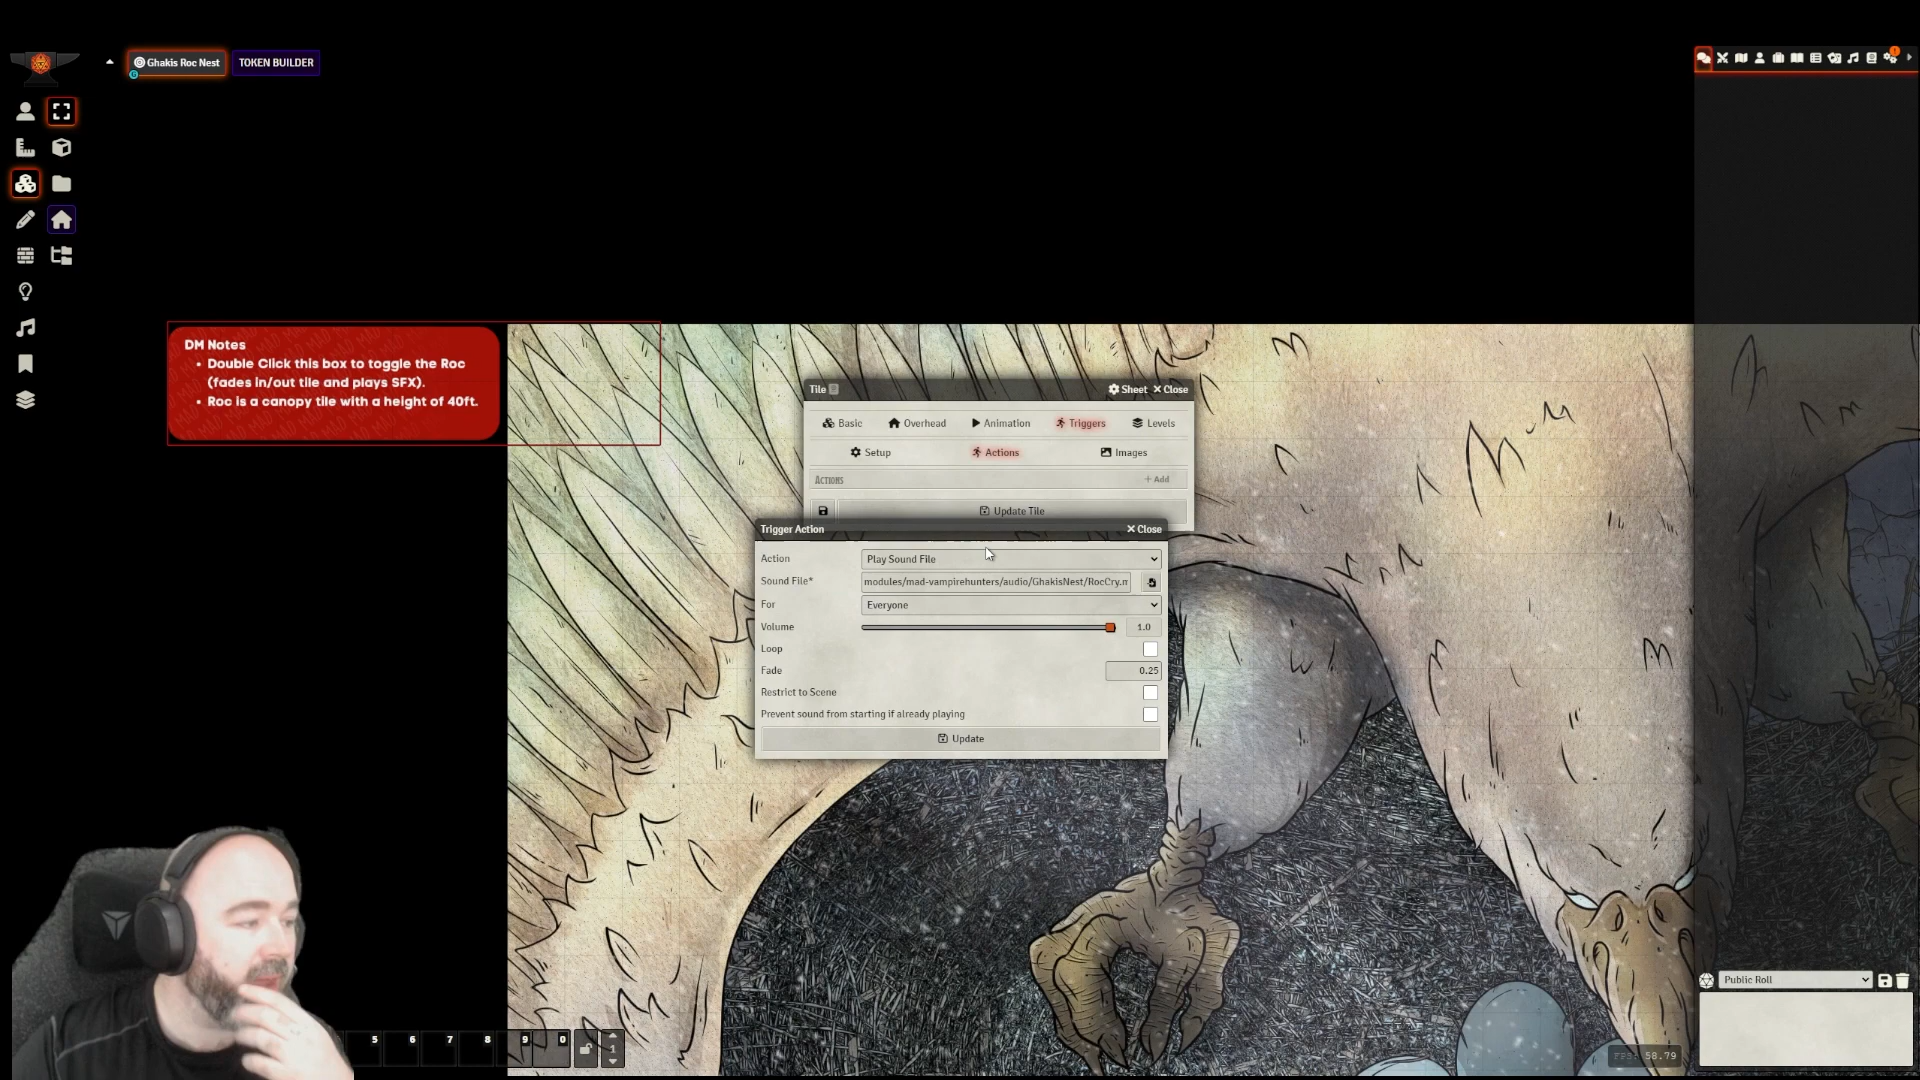 Ghakis Roc Nest
TOKEN BUILDER
G
DM Notes
• Double Click this box to toggle the Roc
(fades in/out tile and plays SFX).
• Roc is a canopy tile with a height of 40ft.
Tile
Sheet
Close
Basic
Overhead
Animation
Triggers
Levels
Setup
Actions
Images
Actions
+ Add
Update Tile
Trigger Action
Close
Action
Play Sound File
Sound File*
modules/mad-vampirehunters/audio/GhakisNest/RocCry.m
For
Everyone
Volume
1.0
Loop
Fade
0.25
Restrict to Scene
Prevent sound from starting if already playing
Update
Public Roll
5
6
7
8
9
0
1
FPS: 58.79